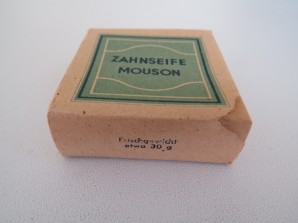 ZAHNSEIFE
MOUSON
Frischgewicht
etwa 30 g